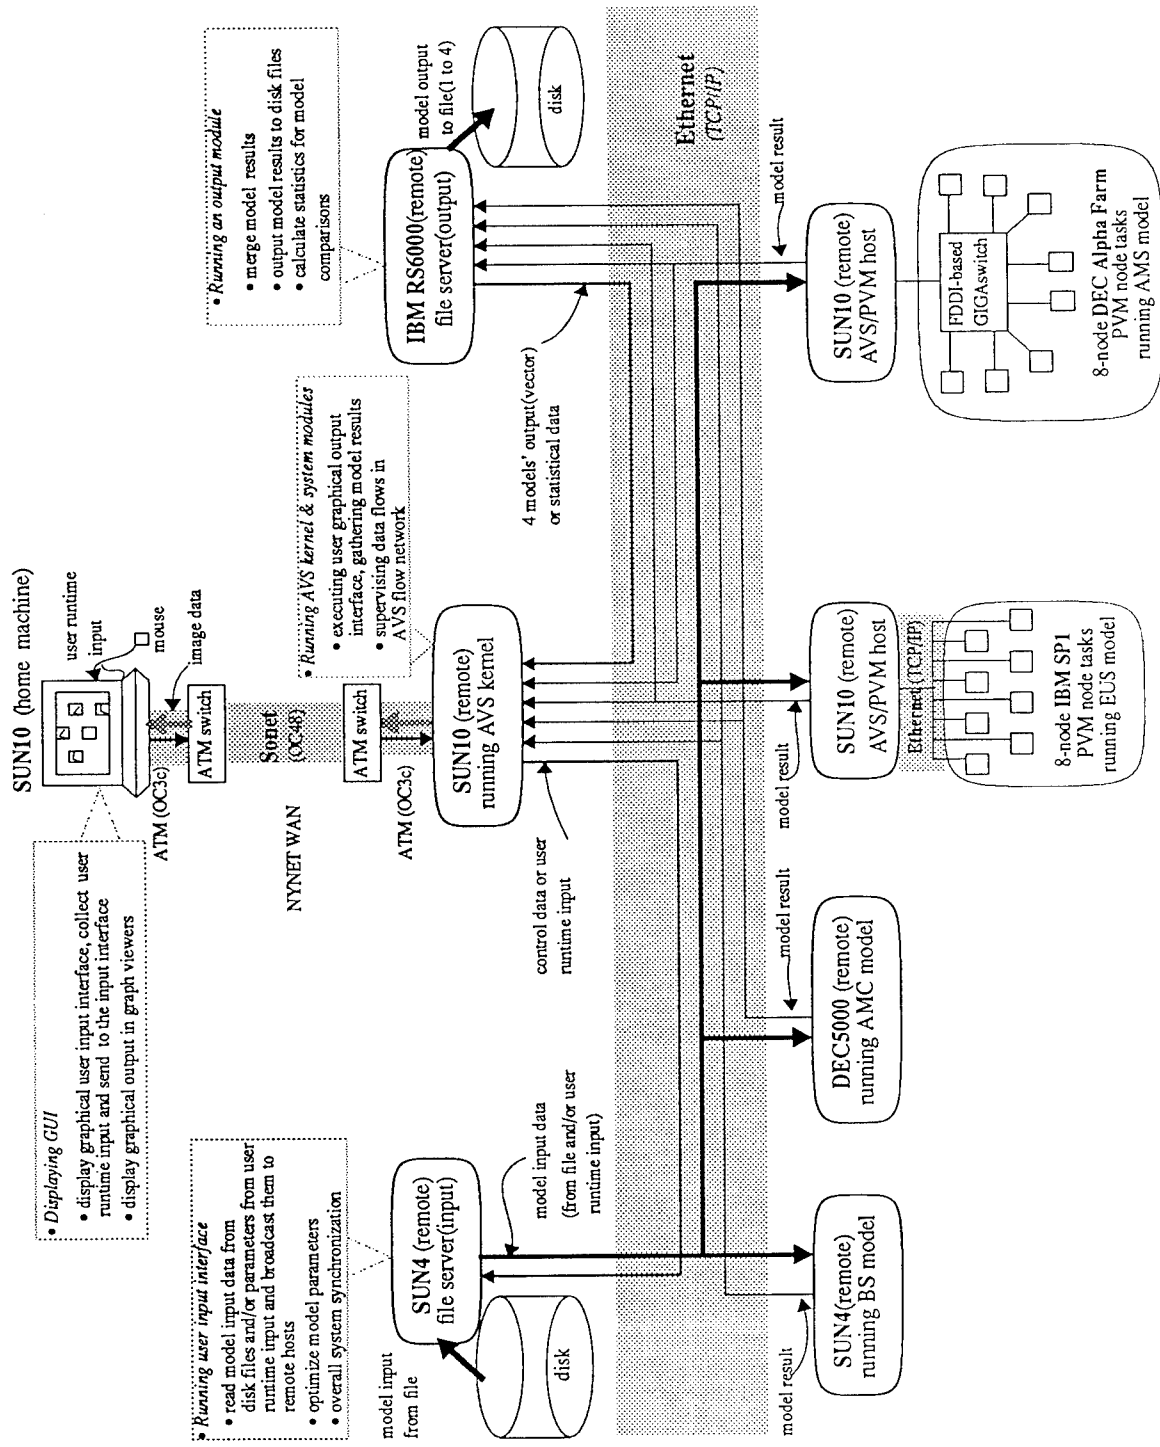 SUN10 (home machine)
user runtime
input
mouse
image data
• Displaying GUI
• display graphical user input interface, collect user
runtime input and send to the input interface
• display graphical output in graph viewers
ATM (OC3c)
ATM switch
Sonet
(OC48)
NYNET WAN
ATM switch
ATM (OC3c)
• Running user input interface
• read model input data from
disk files and/or parameters from user
runtime input and broadcast them to
remote hosts
• optimize model parameters
• overall system synchronization
• Running AVS kernel & system modules
• executing user graphical output
interface, gathering model results
• supervising data flows in
AVS flow network
• Running an output module
• merge model results
• output model results to disk files
• calculate statistics for model
comparisons
model input
from file
disk
SUN4 (remote)
file server(input)
SUN10 (remote)
running AVS kernel
IBM RS6000(remote)
file server(output)
model output
to file(1 to 4)
disk
model input data
(from file and/or user
runtime input)
control data or user
runtime input
4 models' output(vector)
or statistical data
Ethernet
(TCP/IP)
model result
model result
model result
model result
SUN4(remote)
running BS model
DEC5000 (remote)
running AMC model
SUN10 (remote)
AVS/PVM host
Ethernet (TCP/IP)
8-node IBM SP1
PVM node tasks
running EUS model
SUN10 (remote)
AVS/PVM host
FDDI-based
GIGAswitch
8-node DEC Alpha Farm
PVM node tasks
running AMS model